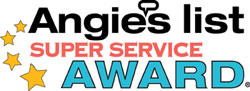 Angie's list
SUPER SERVICE
AWARD®